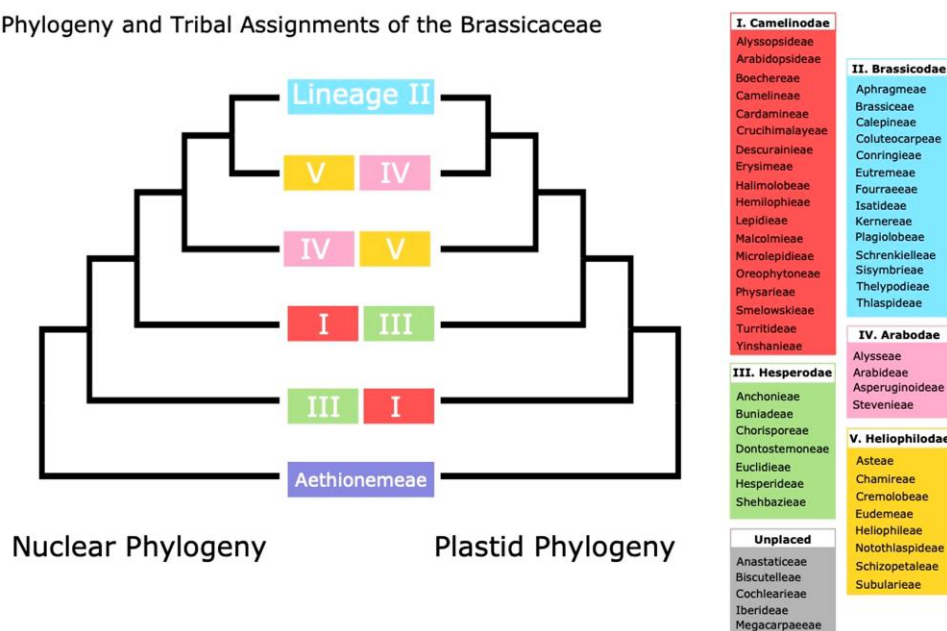 Phylogeny and Tribal Assignments of the Brassicaceae
Lineage II
V IV
IV V
I III
III I
Aethionemeae
Nuclear Phylogeny
Plastid Phylogeny
I. Camelinodae
Alyssopsideae
Arabidopsideae
Boechereae
Camelineae
Cardamineae
Crucihimalayeae
Descurainieae
Erysimeae
Halimolobeae
Hemilophieae
Lepidieae
Malcolmieae
Microlepidieae
Oreophytoneae
Physarieae
Smelowskieae
Turritideae
Yinshanieae
III. Hesperodae
Anchonieae
Buniadeae
Chorisporeae
Dontostemoneae
Euclidieae
Hesperideae
Shehbazieae
Unplaced
Anastaticeae
Biscutelleae
Cochlearieae
Iberideae
Megacarpaeeae
II. Brassicodae
Aphragmeae
Brassiceae
Calepineae
Coluteocarpeae
Conringieae
Eutremeae
Fourraeeae
Isatideae
Kernereae
Plagiolobeae
Schrenkielleae
Sisymbrieae
Thelypodieae
Thlaspideae
IV. Arabodae
Alysseae
Arabideae
Asperuginoideae
Stevenieae
V. Heliophilodae
Asteae
Chamireae
Cremolobeae
Eudemeae
Heliophileae
Notothlaspideae
Schizopetaleae
Subularieae